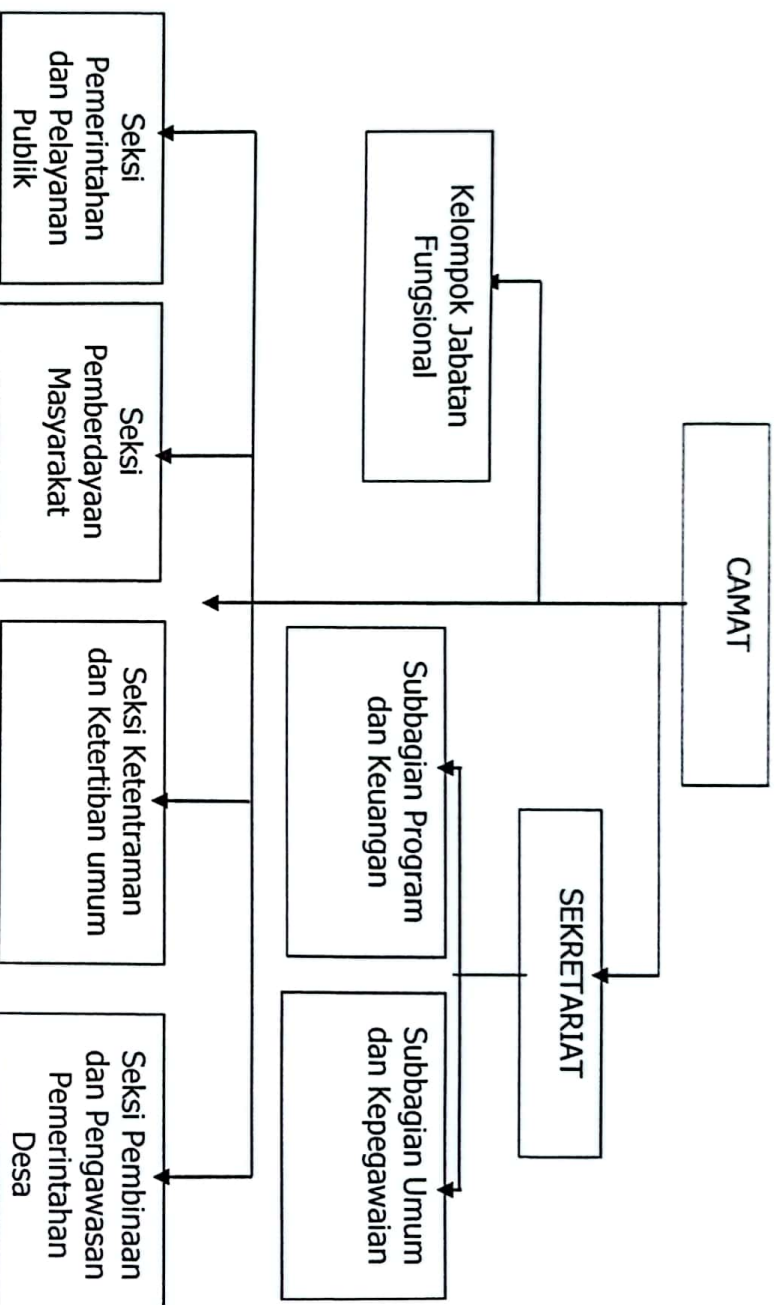 CAMAT
SEKRETARIAT
Kelompok Jabatan
Fungsional
Subbagian Program
dan Keuangan
Subbagian Umum
dan Kepegawaian
Seksi
Pemerintahan
dan Pelayanan
Publik
Seksi
Pemberdayaan
Masyarakat
Seksi Ketentraman
dan Ketertiban umum
Seksi Pembinaan
dan Pengawasan
Pemerintahan
Desa